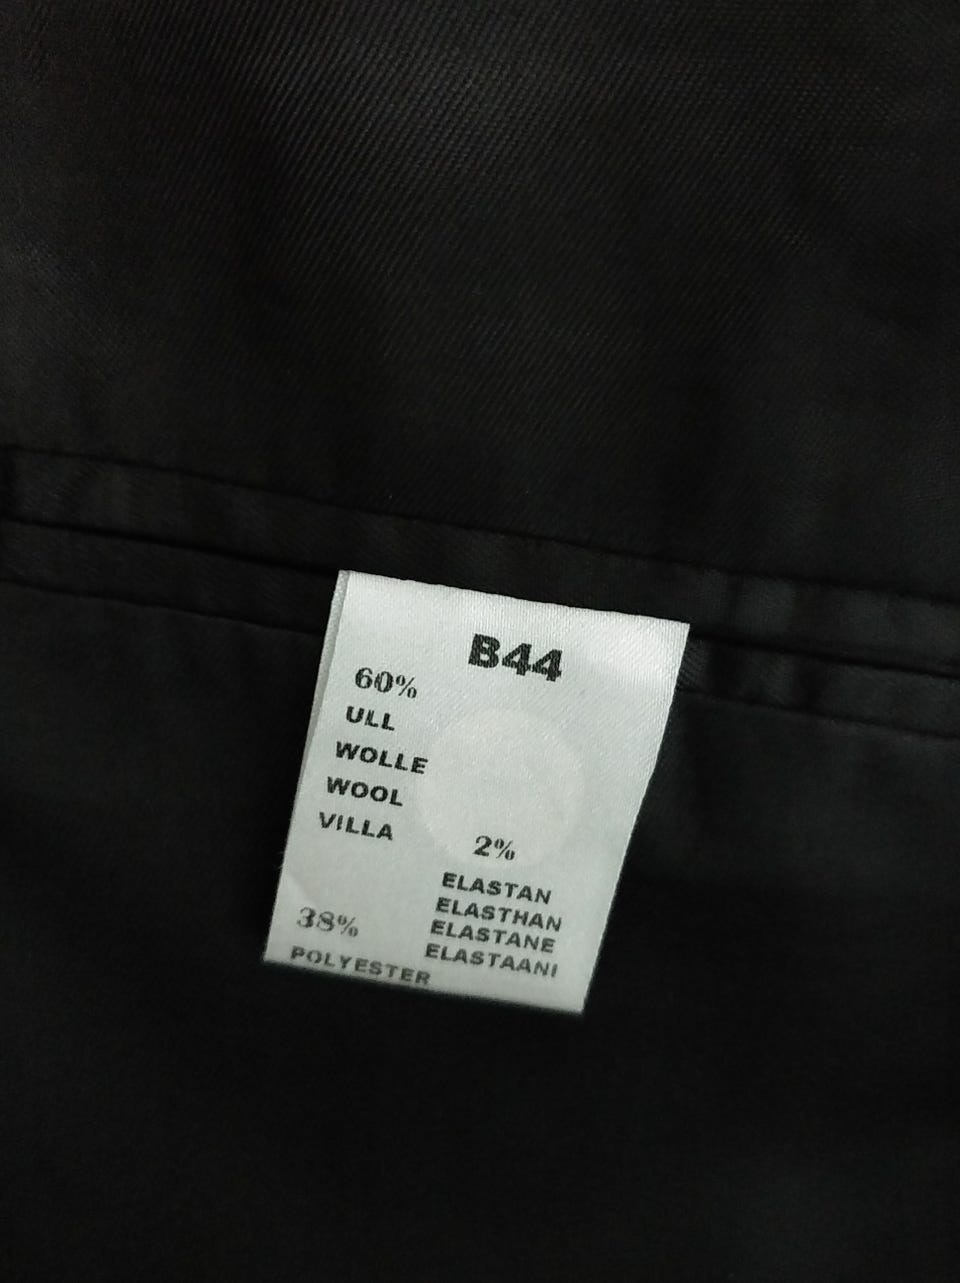 B44
60%
ULL
WOLLE
WOOL
VILLA
38%
POLYESTER
2%
ELASTAN
ELASTHAN
ELASTANE
ELASTAANI